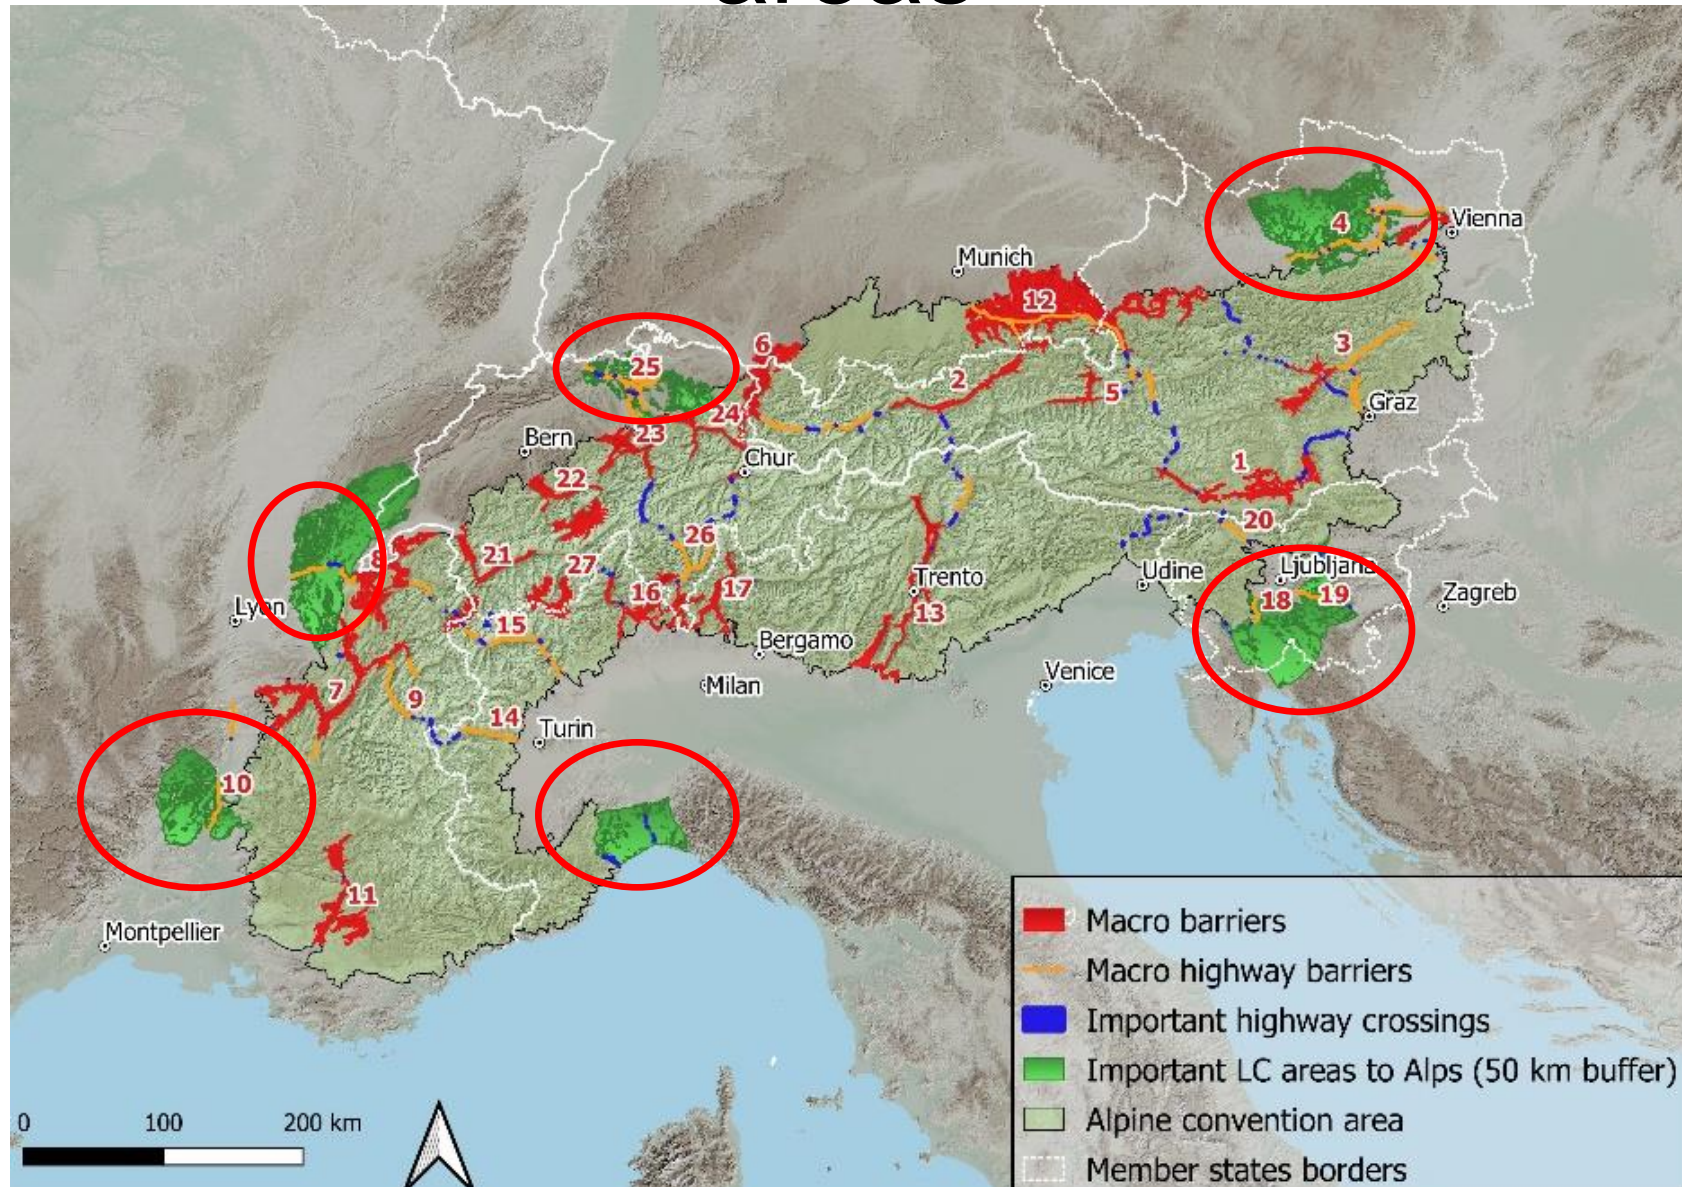 areas
4
Vienna
Munich
12
6
3
25
2
5
Graz
24
23
Bern
Chur
1
22
20
26
21
8
27
Ljubljana
Udine
Trento
16
17
Zagreb
18
19
Lyon
13
15
Bergamo
Venice
Milan
7
9
14
Turin
10
11
Montpellier
Macro barriers
Macro highway barriers
Important highway crossings
Important LC areas to Alps (50 km buffer)
Alpine convention area
Member states borders
0 100 200 km